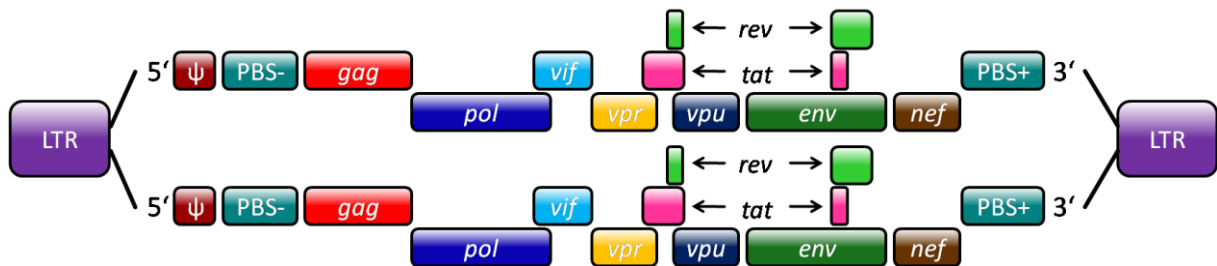 rev
5‘ ψ PBS- gag vif tat PBS+ 3‘
LTR pol vpr vpu env nef LTR
rev
5‘ ψ PBS- gag vif tat PBS+ 3‘
pol vpr vpu env nef